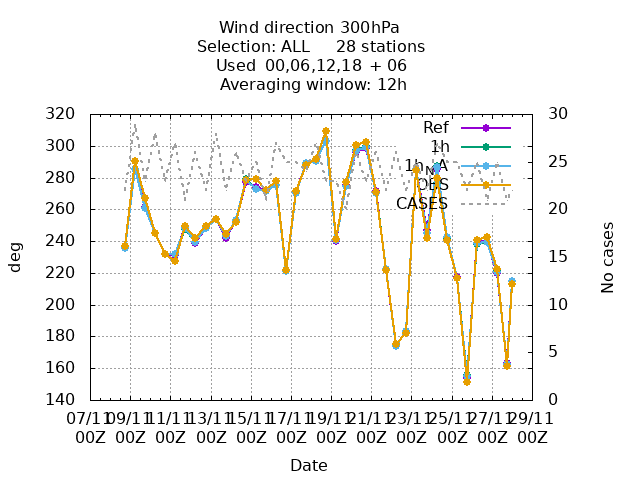 Wind direction 300hPa
Selection: ALL 28 stations
Used 00,06,12,18 + 06
Averaging window: 12h
320 30
Ref
300 1h
1h_NA 25
280 OBS
CASES
260 20
240 15
220
200 10
180 5
160
140 0
deg
No cases
07/11 09/11 11/11 13/11 15/11 17/11 19/11 21/11 23/11 25/11 27/11 29/11
00Z 00Z 00Z 00Z 00Z 00Z 00Z 00Z 00Z 00Z 00Z 00Z
Date